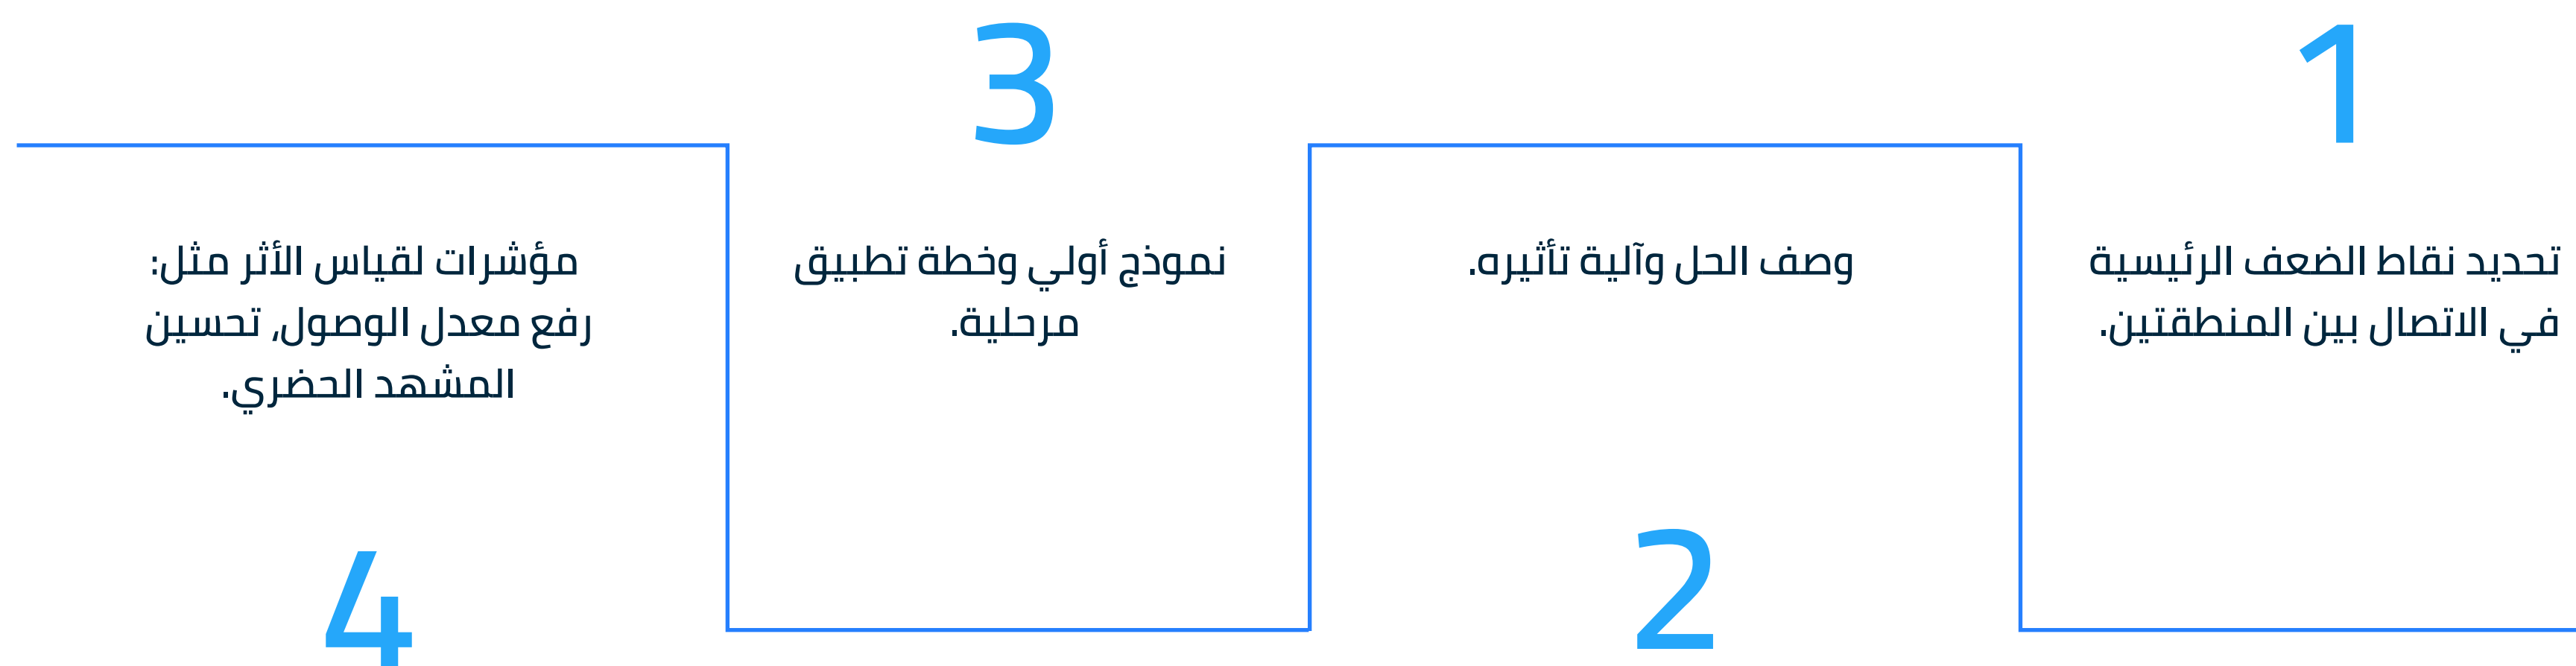 1
تحديد نقاط الضعف الرئيسية
في الاتصال بين المنطقتين.
وصف الحل وآلية تأثيره.
2
3
نموذج أولي وخطة تطبيق
مرحلية.
مؤشرات لقياس الأثر مثل:
رفع معدل الوصول، تحسين
المشهد الحضري.
4